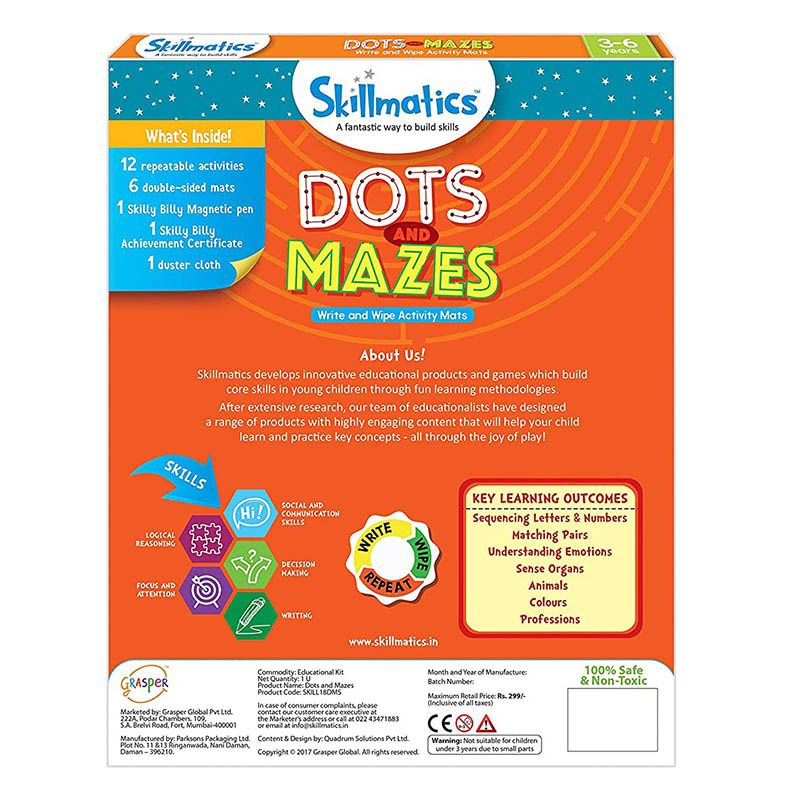 Skillmatics™
A fantastic way to build skills
DOTS AND MAZES
Write and Wipe Activity Mats
3-6
years
Skillmatics™
A fantastic way to build skills
What's Inside!
12 repeatable activities
6 double-sided mats
1 Skilly Billy Magnetic pen
1 Skilly Billy
Achievement Certificate
1 duster cloth
DOTS
AND
MAZES
Write and Wipe Activity Mats
About Us!
Skillmatics develops innovative educational products and games which build
core skills in young children through fun learning methodologies.
After extensive research, our team of educationalists have designed
a range of products with highly engaging content that will help your child
learn and practice key concepts - all through the joy of play!
SKILLS
Hi!
SOCIAL AND
COMMUNICATION
SKILLS
LOGICAL
REASONING
DECISION
MAKING
FOCUS AND
ATTENTION
WRITING
WRITE
WIPE
REPEAT
KEY LEARNING OUTCOMES
Sequencing Letters & Numbers
Matching Pairs
Understanding Emotions
Sense Organs
Animals
Colours
Professions
www.skillmatics.in
GRASPER™
Marketed by: Grasper Global Pvt Ltd.
222A, Podar Chambers, 109,
S.A. Brelvi Road, Fort, Mumbai-400001
Manufactured by: Parksons Packaging Ltd.
Plot No. 11 &13 Ringanwada, Nani Daman,
Daman – 396210.
Commodity: Educational Kit
Net Quantity: 1 U
Product Name: Dots and Mazes
Product Code: SKILL18DMS
In case of consumer complaints, please
contact our customer care executive at
the Marketer's address or call at 022 43471883
or email at info@skillmatics.in
Content & Design by: Quadrum Solutions Pvt Ltd.
Copyright © 2017 Grasper Global. All rights reserved.
Month and Year of Manufacture:
Batch Number:
Maximum Retail Price: Rs. 299/-
(Inclusive of all taxes)
CE
0-3
Warning: Not suitable for children
under 3 years due to small parts
100% Safe
& Non-Toxic